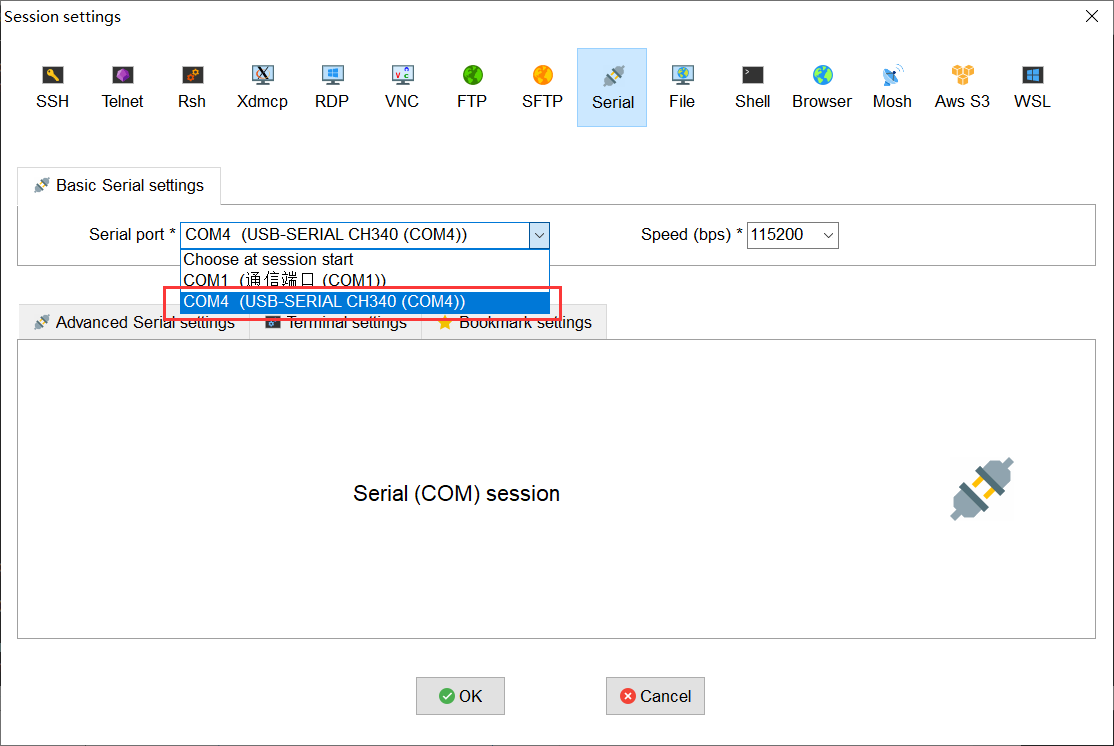 Session settings
SSH Telnet Rsh Xdmcp RDP VNC FTP SFTP Serial File Shell Browser Mosh Aws S3 WSL
Basic Serial settings
Serial port * COM4 (USB-SERIAL CH340 (COM4)) Speed (bps) * 115200
Choose at session start
COM1 (通信端口 (COM1))
COM4 (USB-SERIAL CH340 (COM4))
Advanced Serial settings Terminal settings Bookmark settings
Serial (COM) session
OK Cancel